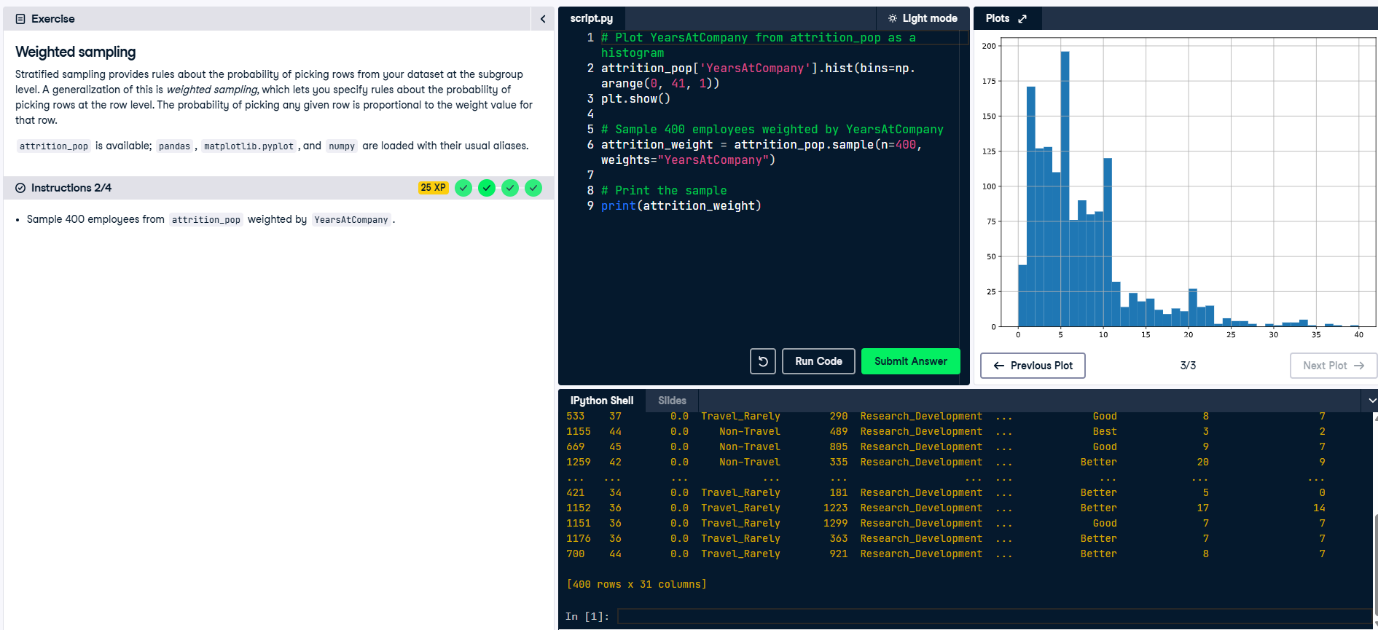 Exercise
Weighted sampling
Stratified sampling provides rules about the probability of picking rows from your dataset at the subgroup
level. A generalization of this is weighted sampling, which lets you specify rules about the probability of
picking rows at the row level. The probability of picking any given row is proportional to the weight value for
that row.
attrition_pop is available; pandas , matplotlib.pyplot , and numpy are loaded with their usual aliases.
Instructions 2/4
25 XP
• Sample 400 employees from attrition_pop weighted by YearsAtCompany .
script.py
Light mode
1 # Plot YearsAtCompany from attrition_pop as a
histogram
2 attrition_pop['YearsAtCompany'].hist(bins=np.
arange(0, 41, 1))
3 plt.show()
4
5 # Sample 400 employees weighted by YearsAtCompany
6 attrition_weight = attrition_pop.sample(n=400,
weights="YearsAtCompany")
7
8 # Print the sample
9 print(attrition_weight)
Run Code
Submit Answer
Plots
200
175
150
125
100
75
50
25
0
0 5 10 15 20 25 30 35 40
← Previous Plot
3/3
Next Plot →
IPython Shell
Slides
533 37 0.0 Travel_Rarely 290 Research_Development ... Good 8 7
1155 44 0.0 Non-Travel 489 Research_Development ... Best 3 2
669 45 0.0 Non-Travel 805 Research_Development ... Good 9 7
1259 42 0.0 Non-Travel 335 Research_Development ... Better 20 9
... ... ... ... ... ... ... ... ... ...
421 34 0.0 Travel_Rarely 181 Research_Development ... Better 5 0
1152 36 0.0 Travel_Rarely 1223 Research_Development ... Better 17 14
1151 36 0.0 Travel_Rarely 1299 Research_Development ... Good 7 7
1176 36 0.0 Travel_Rarely 363 Research_Development ... Better 7 7
700 44 0.0 Travel_Rarely 921 Research_Development ... Better 8 7
[400 rows x 31 columns]
In [1]: